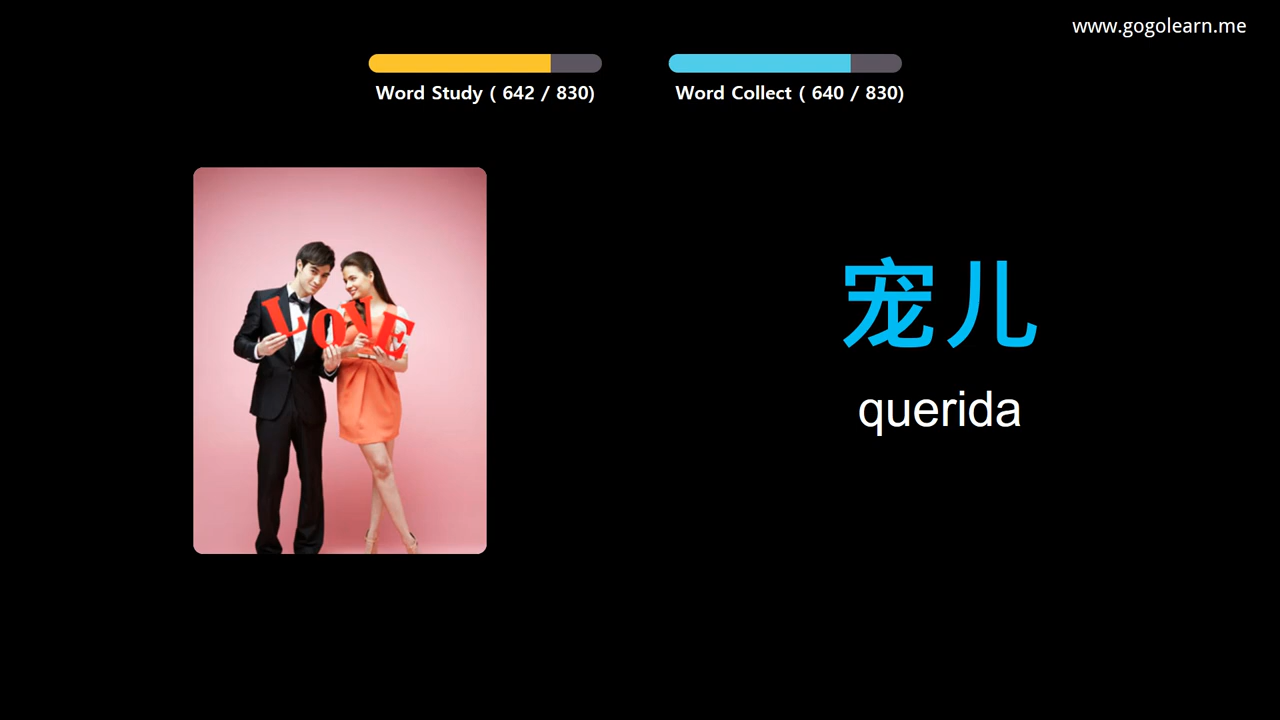 www.gogolearn.me
Word Study ( 642 / 830)
Word Collect ( 640 / 830)
LOVE
宠儿
querida